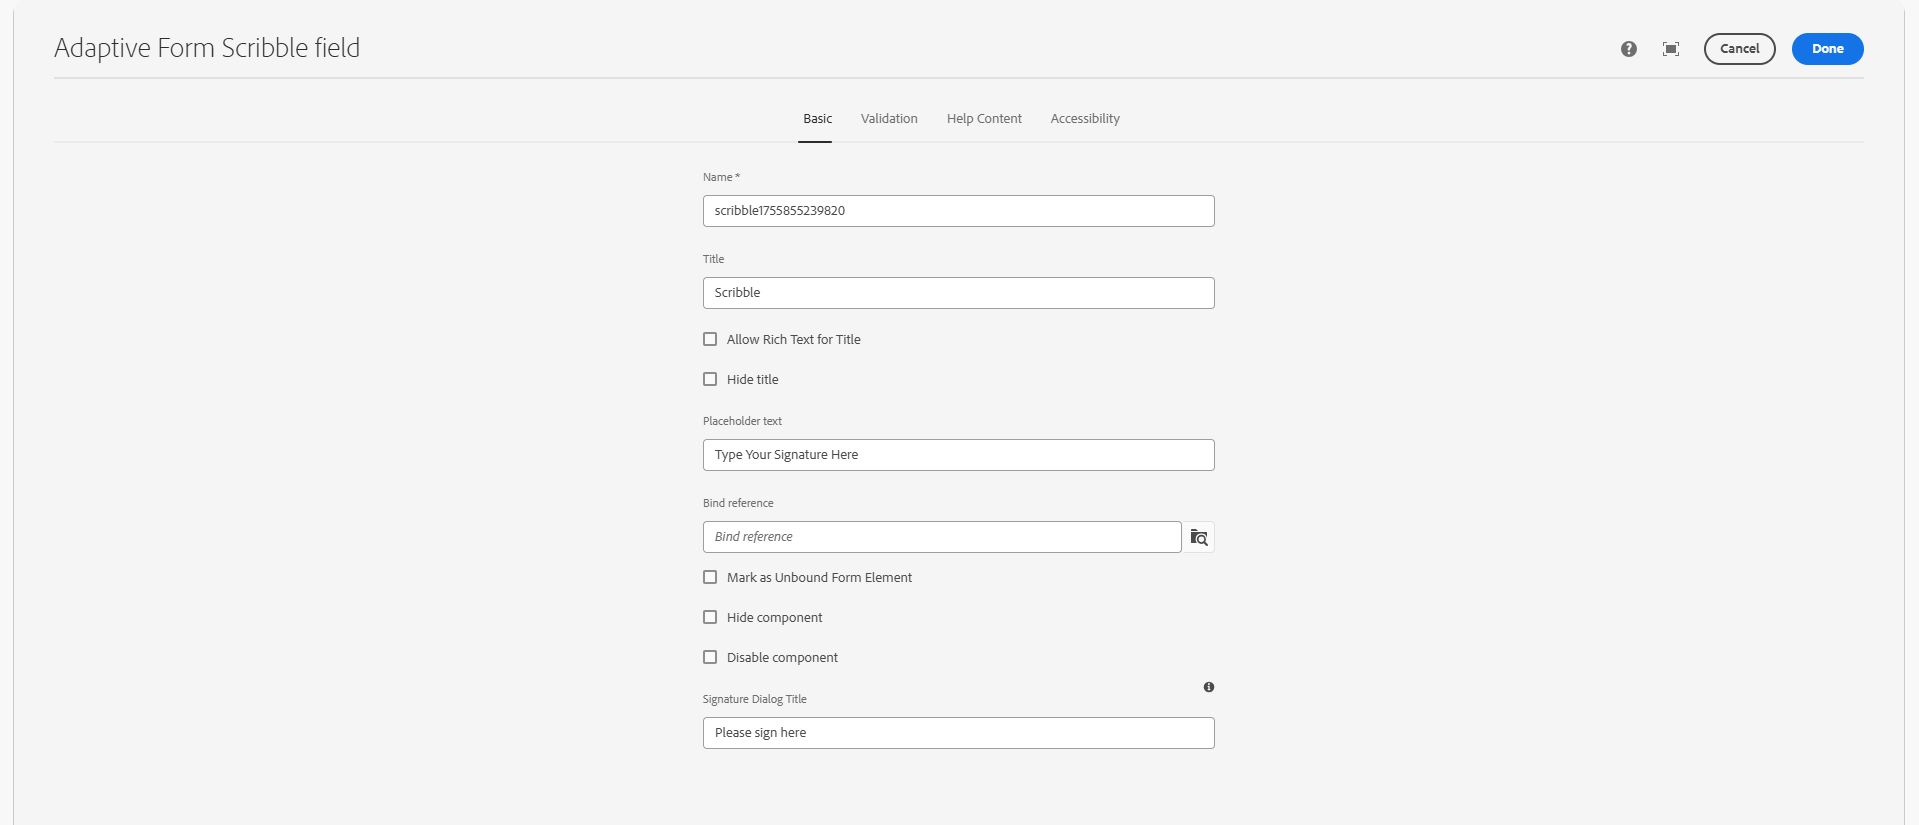 Adaptive Form Scribble field
Cancel
Done
Basic Validation Help Content Accessibility
Name *
scribble1755855239820
Title
Scribble
Allow Rich Text for Title
Hide title
Placeholder text
Type Your Signature Here
Bind reference
Bind reference
Mark as Unbound Form Element
Hide component
Disable component
Signature Dialog Title
Please sign here